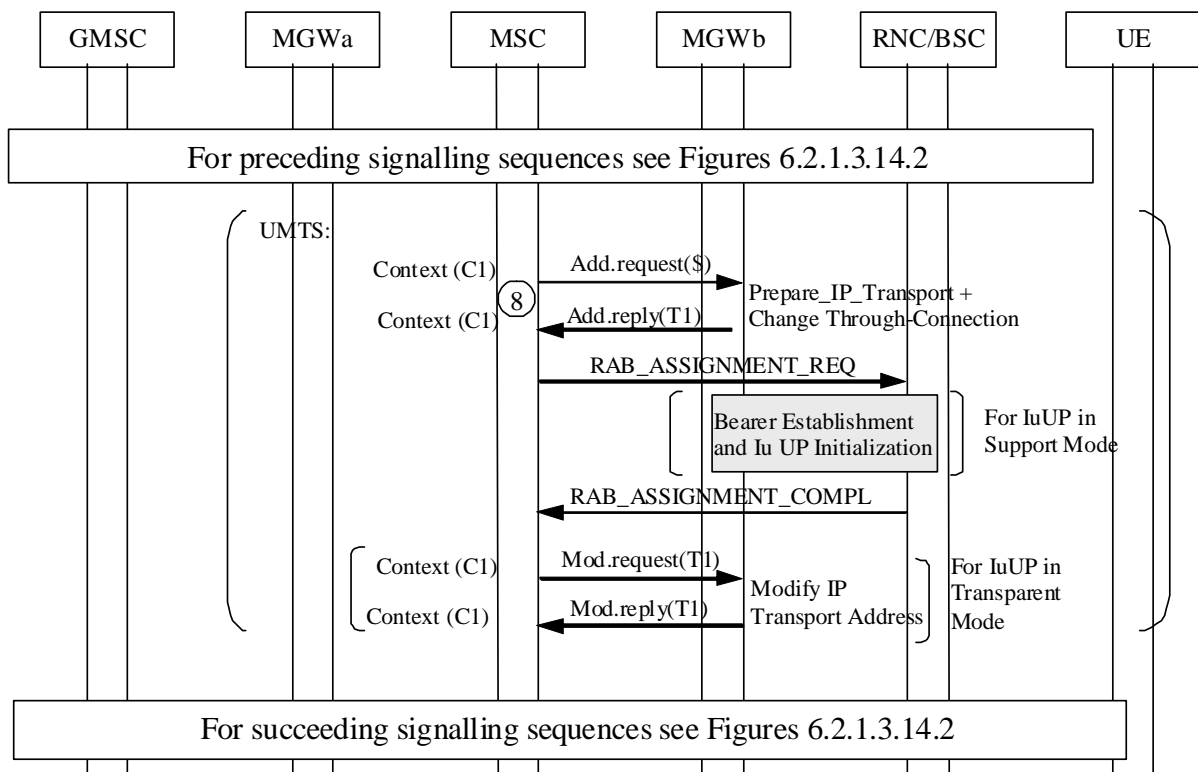 GMSC
MGWa
MSC
MGWb
RNC/BSC
UE
For preceding signalling sequences see Figures 6.2.1.3.14.2
UMTS:
Context (C1)
Add.request($)
8
Prepare_IP_Transport +
Change Through-Connection
Context (C1)
Add.reply(T1)
RAB_ASSIGNMENT_REQ
Bearer Establishment
and Iu UP Initialization
For IuUP in
Support Mode
RAB_ASSIGNMENT_COMPL
Context (C1)
Mod.request(T1)
Modify IP
Transport Address
For IuUP in
Transparent
Mode
Context (C1)
Mod.reply(T1)
For succeeding signalling sequences see Figures 6.2.1.3.14.2